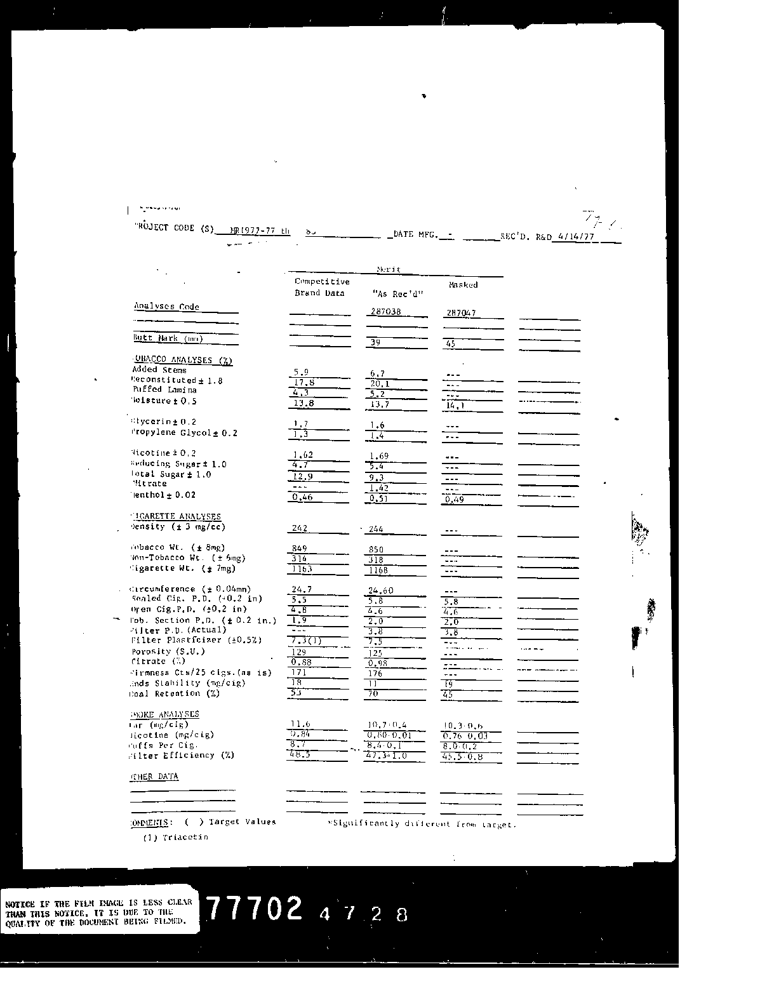 PROJECT CODE (S) MR1977-77 th DATE MFG. - REC'D. R&D 4/14/77
Merit
Competitive Brand Data "As Rec'd" Masked
Analyses Code 287038 287047
Butt Mark (mm) 39 45
TOBACCO ANALYSES (%)
Added Stems 5.9 6.7 ---
Reconstituted ± 1.8 17.8 20.1 ---
Puffed Lamina 4.3 5.2 ---
Moisture ± 0.5 13.8 13.7 14.1
Glycerin ± 0.2 1.7 1.6 ---
Propylene Glycol ± 0.2 1.3 1.4 ---
Nicotine ± 0.2 1.62 1.69 ---
Reducing Sugar ± 1.0 4.7 5.4 ---
Total Sugar ± 1.0 12.9 9.3 ---
Nitrate --- 1.42 ---
Menthol ± 0.02 0.46 0.51 0.49
CIGARETTE ANALYSES
Density (± 3 mg/cc) 242 244 ---
Tobacco Wt. (± 8mg) 849 850 ---
Non-Tobacco Wt. (± 6mg) 314 318 ---
Cigarette Wt. (± 7mg) 1163 1168 ---
Circumference (± 0.04mm) 24.7 24.60 ---
Sealed Cig. P.D. (±0.2 in) 5.5 5.8 5.8
Open Cig.P.D. (±0.2 in) 4.8 4.6 4.6
Tob. Section P.D. (± 0.2 in.) 1.9 2.0 2.0
Filter P.D. (Actual) --- 3.8 3.8
Filter Plasticizer (±0.5%) 7.3(1) 7.5 ---
Porosity (S.U.) 129 125
Citrate (%) 0.88 0.98 ---
Firmness Cts/25 cigs.(as is) 171 176 ---
Ends Stability (mg/cig) 18 11 19
Coal Retention (%) 53 70 45
SMOKE ANALYSES
Tar (mg/cig) 11.6 10.7±0.4 10.3±0.6
Nicotine (mg/cig) 0.84 0.80±0.01 0.76±0.03
Puffs Per Cig. 8.7 8.4±0.1 8.0±0.2
Filter Efficiency (%) 48.5 47.3±1.0 45.5±0.8
OTHER DATA
COMMENTS: ( ) Target Values *Significantly different from target.
(1) Triacetin
NOTICE IF THE FILM IMAGE IS LESS CLEAR
THAN THIS NOTICE, IT IS DUE TO THE
QUALITY OF THE DOCUMENT BEING FILMED.
77702 4728